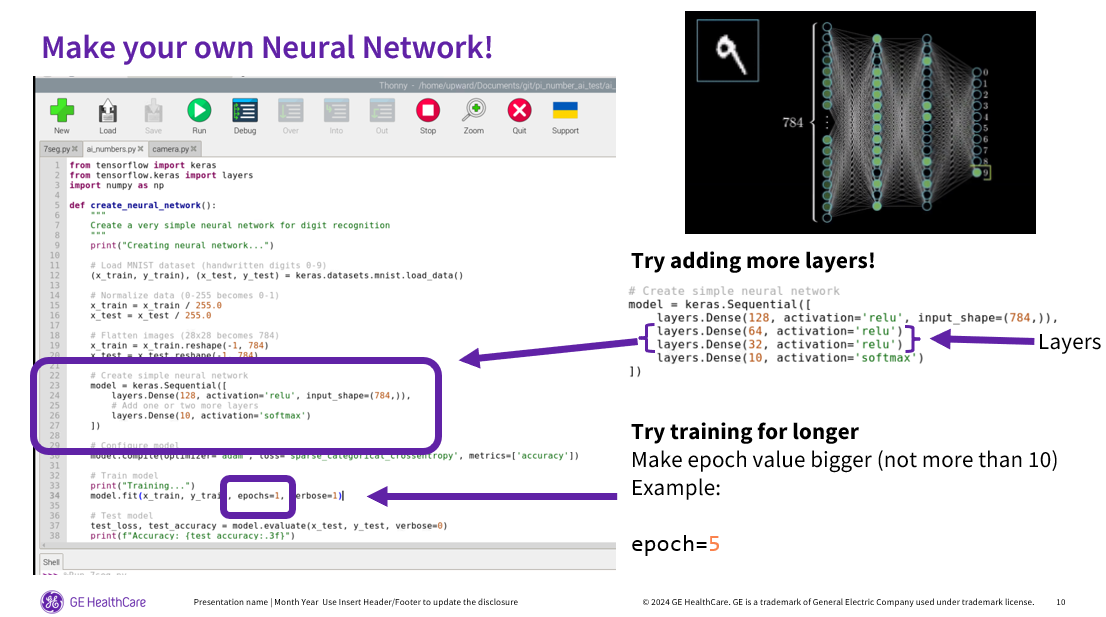 Make your own Neural Network!
Thonny - /home/upward/Documents/git/pi_number_ai_test/ai_
New Load Save Run Debug Over Into Out Stop Zoom Quit Support
7seg.py ai_numbers.py camera.py
1 from tensorflow import keras
2 from tensorflow.keras import layers
3 import numpy as np
4
5 def create_neural_network():
6 """
7 Create a very simple neural network for digit recognition
8 """
9 print("Creating neural network...")
10
11 # Load MNIST dataset (handwritten digits 0-9)
12 (x_train, y_train), (x_test, y_test) = keras.datasets.mnist.load_data()
13
14 # Normalize data (0-255 becomes 0-1)
15 x_train = x_train / 255.0
16 x_test = x_test / 255.0
17
18 # Flatten images (28x28 becomes 784)
19 x_train = x_train.reshape(-1, 784)
20 x_test = x_test.reshape(-1, 784)
21
22 # Create simple neural network
23 model = keras.Sequential([
24 layers.Dense(128, activation='relu', input_shape=(784,)),
25 # Add one or two more layers
26 layers.Dense(10, activation='softmax')
27 ])
28
29 # Configure model
30 model.compile(optimizer='adam', loss='sparse_categorical_crossentropy', metrics=['accuracy'])
31
32 # Train model
33 print("Training...")
34 model.fit(x_train, y_train, epochs=1, verbose=1)
35
36 # Test model
37 test_loss, test_accuracy = model.evaluate(x_test, y_test, verbose=0)
38 print(f"Accuracy: {test_accuracy:.3f}")
Shell
784
0
1
2
3
4
5
6
7
8
9
Try adding more layers!
# Create simple neural network
model = keras.Sequential([
layers.Dense(128, activation='relu', input_shape=(784,)),
layers.Dense(64, activation='relu')
layers.Dense(32, activation='relu')
layers.Dense(10, activation='softmax')
])
Layers
Try training for longer
Make epoch value bigger (not more than 10)
Example:
epoch=5
GE HealthCare
Presentation name | Month Year Use Insert Header/Footer to update the disclosure
© 2024 GE HealthCare. GE is a trademark of General Electric Company used under trademark license.
10